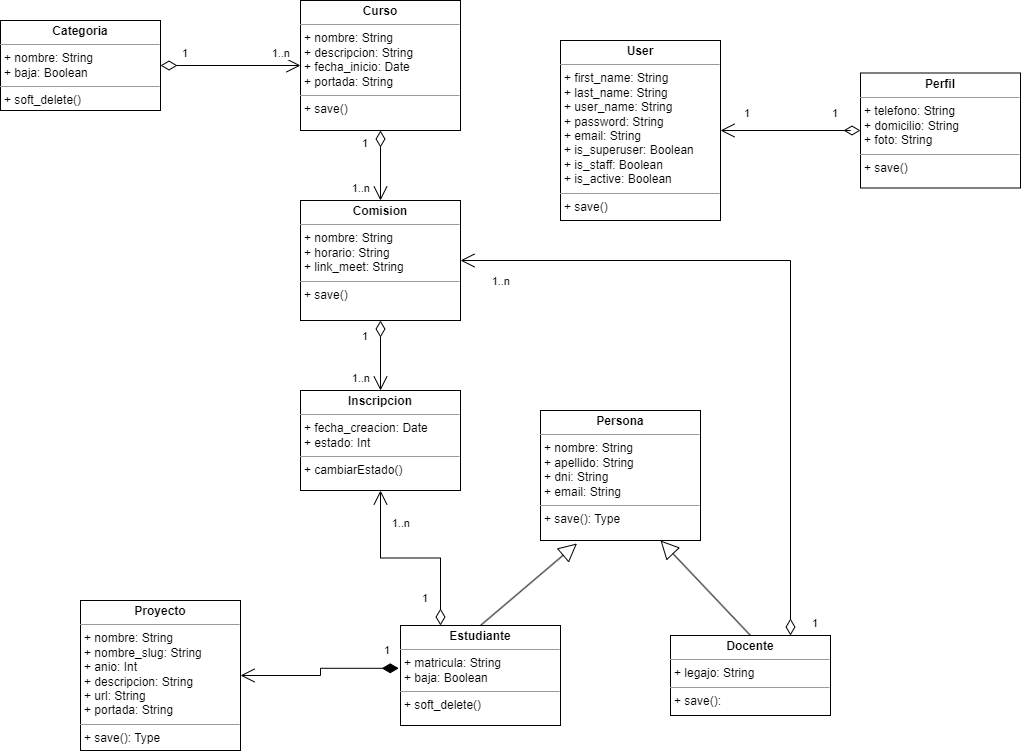 Categoria
+ nombre: String
+ baja: Boolean
+ soft_delete()
1
1..n
Curso
+ nombre: String
+ descripcion: String
+ fecha_inicio: Date
+ portada: String
+ save()
1
1..n
User
+ first_name: String
+ last_name: String
+ user_name: String
+ password: String
+ email: String
+ is_superuser: Boolean
+ is_staff: Boolean
+ is_active: Boolean
+ save()
1
1
Perfil
+ telefono: String
+ domicilio: String
+ foto: String
+ save()
Comision
+ nombre: String
+ horario: String
+ link_meet: String
+ save()
1..n
1
1..n
Inscripcion
+ fecha_creacion: Date
+ estado: Int
+ cambiarEstado()
1..n
Persona
+ nombre: String
+ apellido: String
+ dni: String
+ email: String
+ save(): Type
Proyecto
+ nombre: String
+ nombre_slug: String
+ anio: Int
+ descripcion: String
+ url: String
+ portada: String
+ save(): Type
1
1
Estudiante
+ matricula: String
+ baja: Boolean
+ soft_delete()
1
Docente
+ legajo: String
+ save():